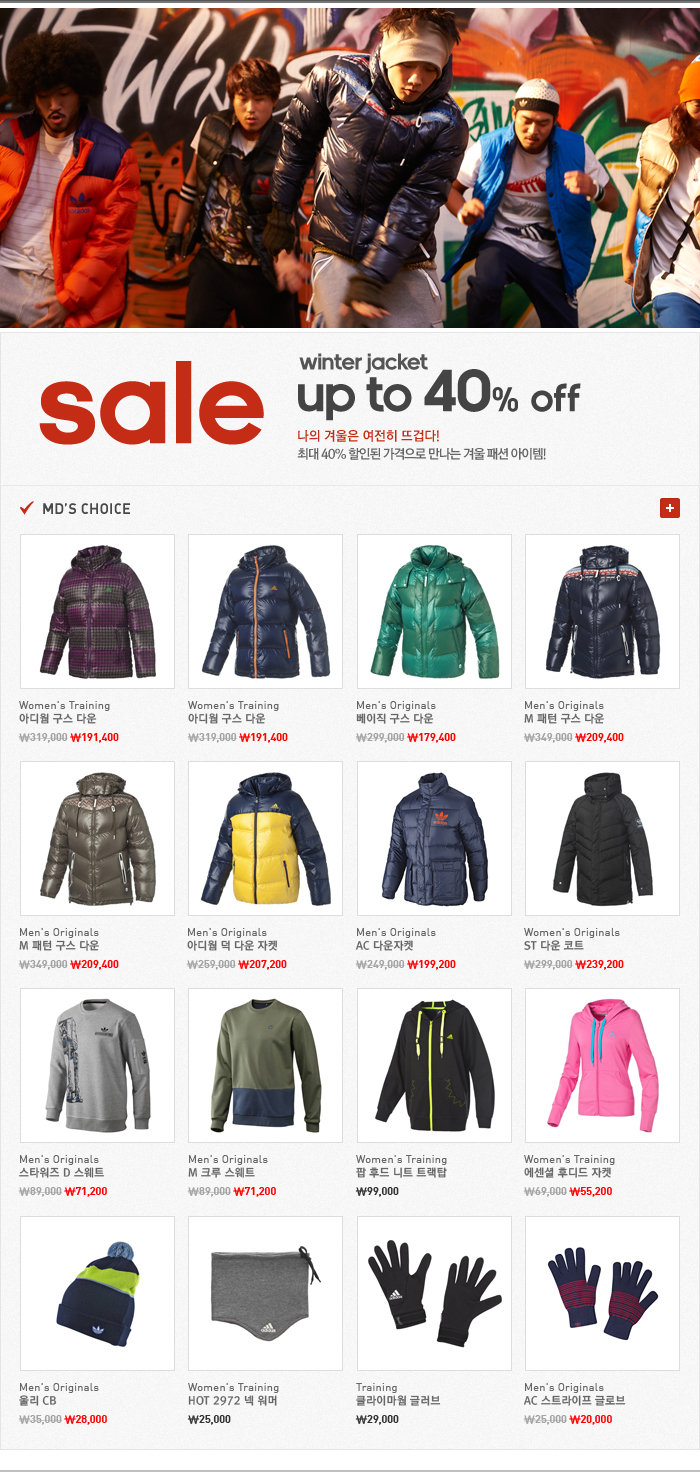 sale
winter jacket
up to 40% off
나의 겨울은 여전히 뜨겁다!
최대 40% 할인된 가격으로 만나는 겨울 패션 아이템!
MD'S CHOICE
Women's Training
아디월 구스 다운
₩319,000 ₩191,400
Women's Training
아디월 구스 다운
₩319,000 ₩191,400
Men's Originals
베이직 구스 다운
₩299,000 ₩179,400
Men's Originals
M 패턴 구스 다운
₩349,000 ₩209,400
Men's Originals
M 패턴 구스 다운
₩349,000 ₩209,400
Men's Originals
아디월 덕 다운 자켓
₩259,000 ₩207,200
Men's Originals
AC 다운자켓
₩249,000 ₩199,200
Women's Originals
ST 다운 코트
₩299,000 ₩239,200
Men's Originals
스타워즈 D 스웨트
₩89,000 ₩71,200
Men's Originals
M 크루 스웨트
₩89,000 ₩71,200
Women's Training
팝 후드 니트 트랙탑
₩99,000
Women's Training
에센셜 후디드 자켓
₩69,000 ₩55,200
Men's Originals
울리 CB
₩35,000 ₩28,000
Women's Training
HOT 2972 넥 워머
₩25,000
Training
클라이마웜 글러브
₩29,000
Men's Originals
AC 스트라이프 글로브
₩25,000 ₩20,000